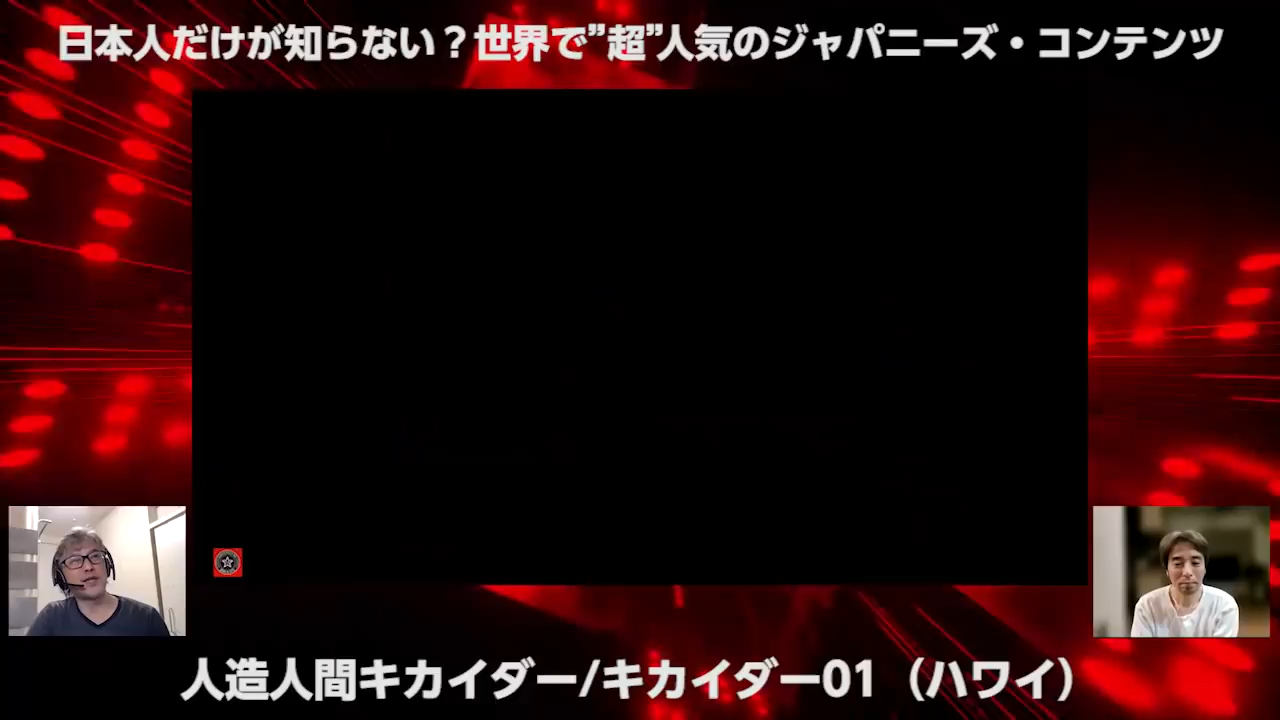 日本人だけが知らない？世界で”超”人気のジャパニーズ・コンテンツ
人造人間キカイダー/キカイダー01（ハワイ）